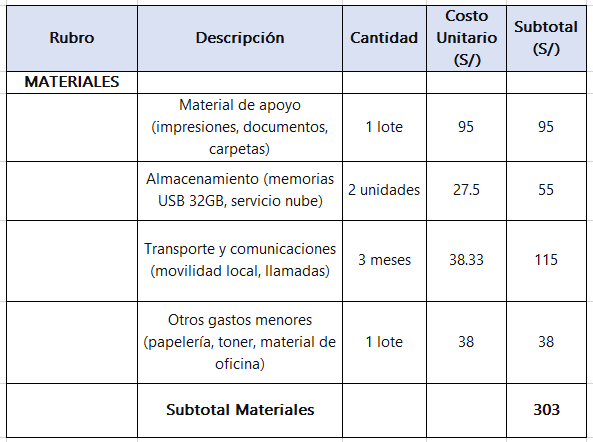 Rubro Descripción Cantidad Costo Unitario (S/) Subtotal (S/)
MATERIALES
Material de apoyo
(impresiones, documentos, 1 lote 95 95
carpetas)
Almacenamiento (memorias
USB 32GB, servicio nube) 2 unidades 27.5 55
Transporte y comunicaciones
(movilidad local, llamadas) 3 meses 38.33 115
Otros gastos menores
(papelería, toner, material de 1 lote 38 38
oficina)
Subtotal Materiales 303